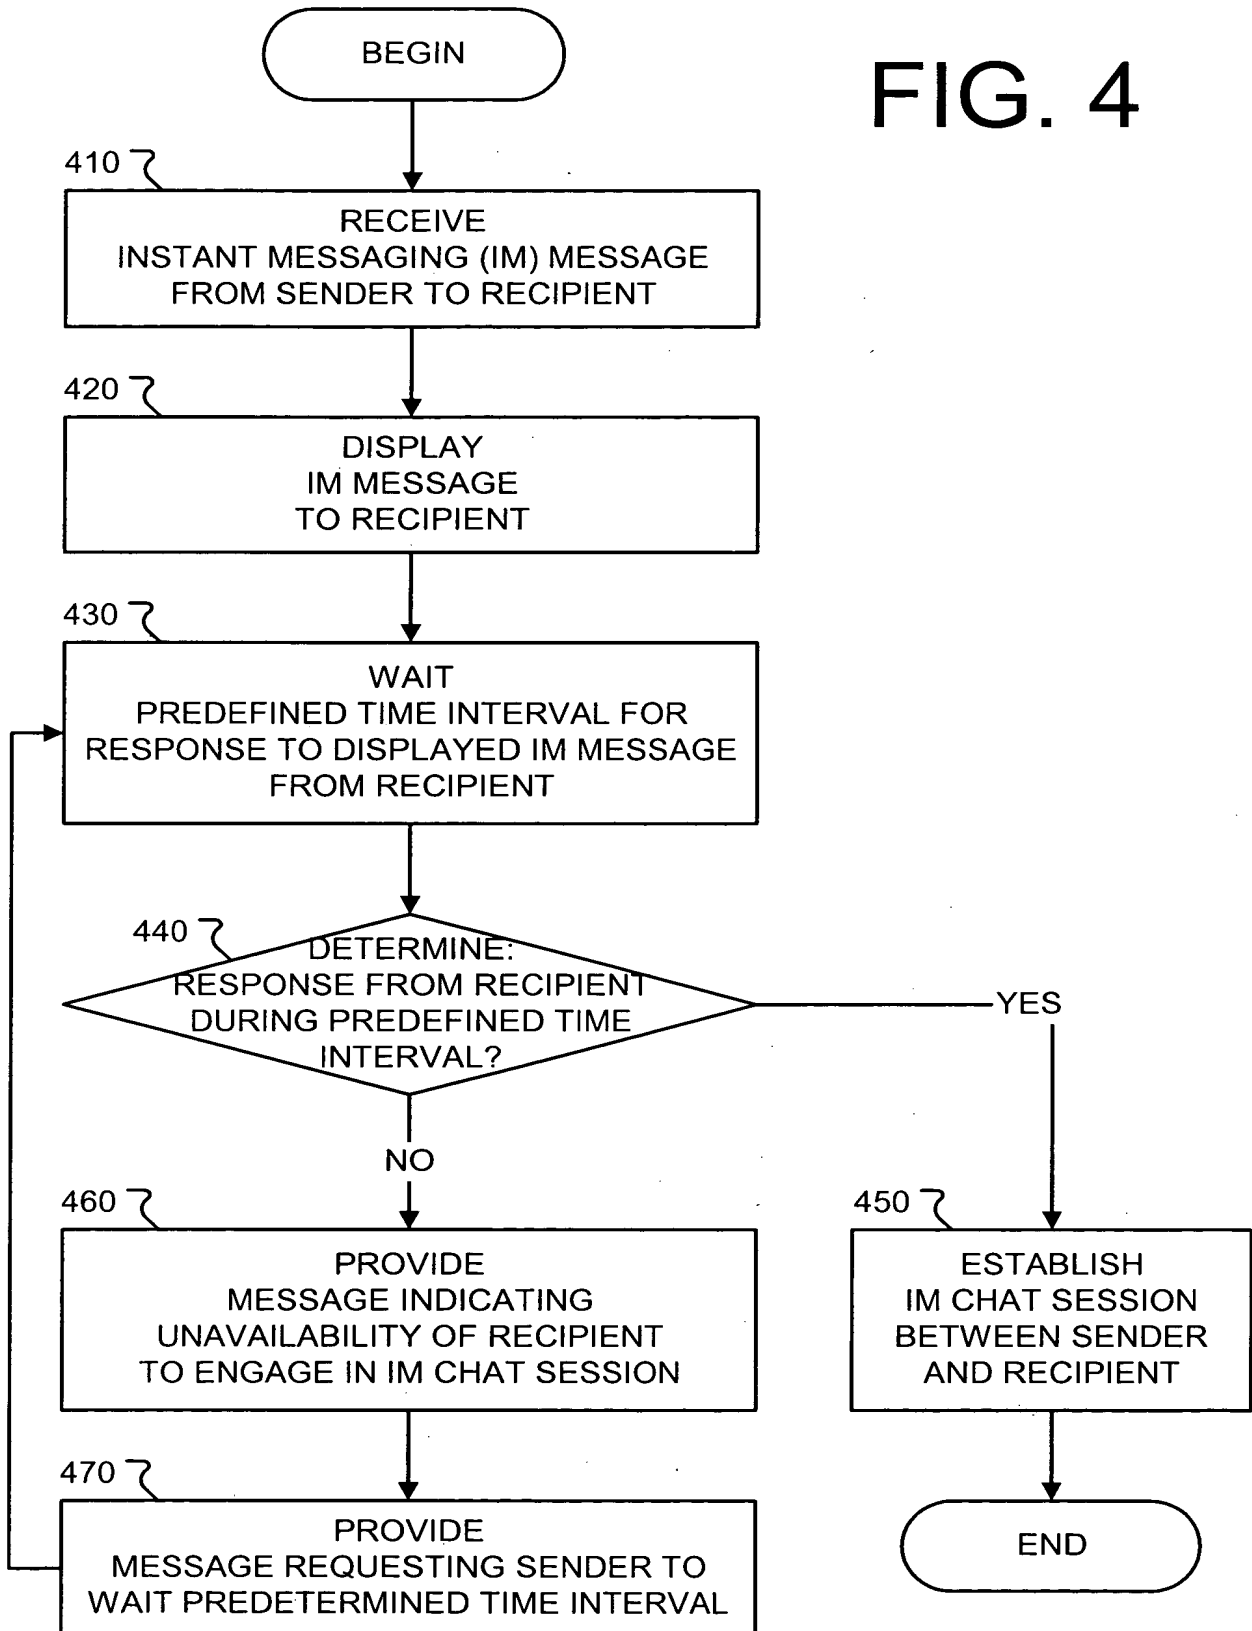 BEGIN
FIG. 4
410
RECEIVE
INSTANT MESSAGING (IM) MESSAGE
FROM SENDER TO RECIPIENT
420
DISPLAY
IM MESSAGE
TO RECIPIENT
430
WAIT
PREDEFINED TIME INTERVAL FOR
RESPONSE TO DISPLAYED IM MESSAGE
FROM RECIPIENT
440
DETERMINE:
RESPONSE FROM RECIPIENT
DURING PREDEFINED TIME
INTERVAL?
YES
NO
460
PROVIDE
MESSAGE INDICATING
UNAVAILABILITY OF RECIPIENT
TO ENGAGE IN IM CHAT SESSION
450
ESTABLISH
IM CHAT SESSION
BETWEEN SENDER
AND RECIPIENT
470
PROVIDE
MESSAGE REQUESTING SENDER TO
WAIT PREDETERMINED TIME INTERVAL
END